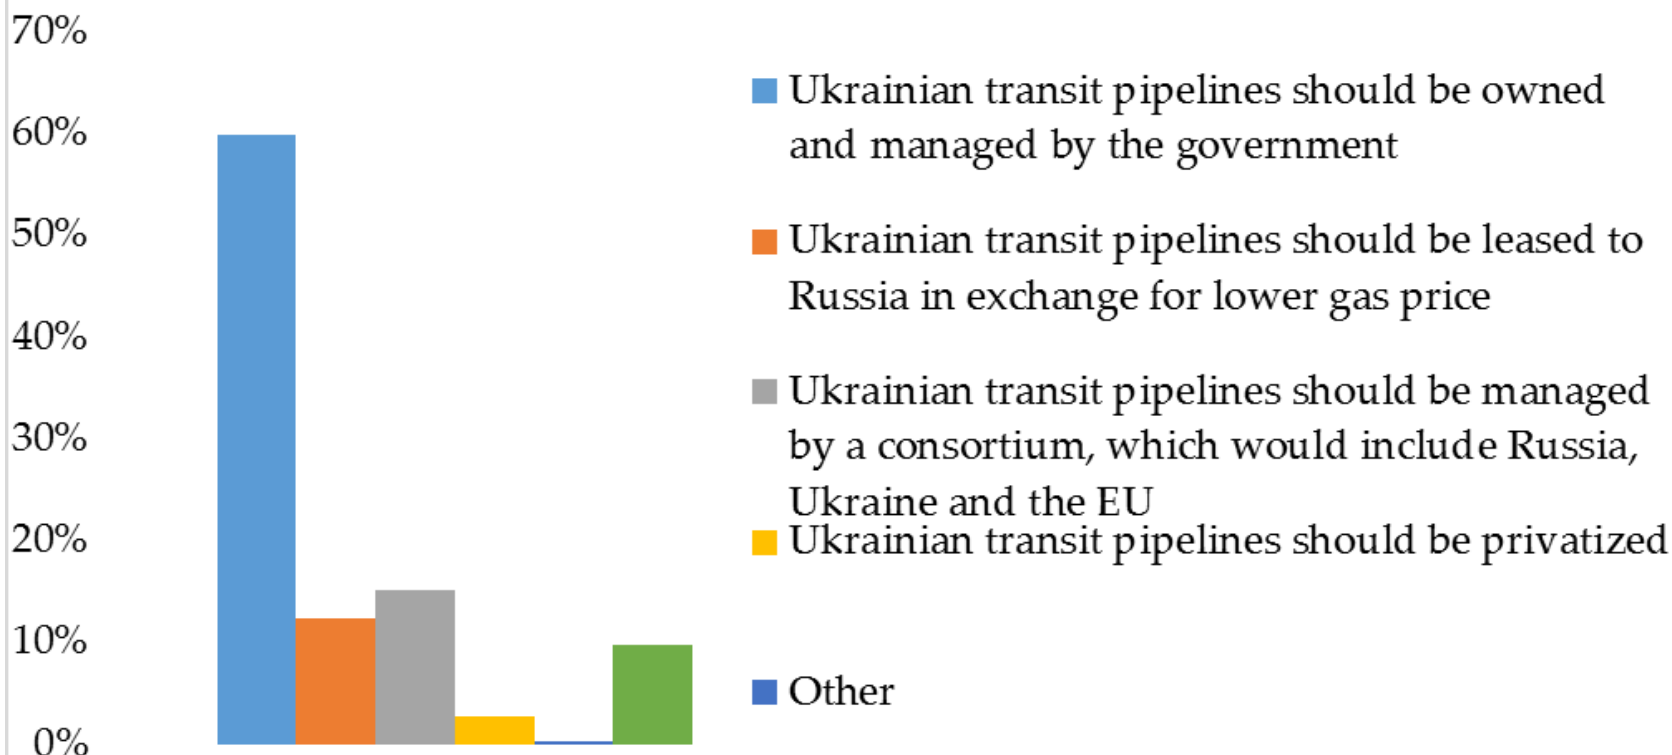 70%
60%
50%
40%
30%
20%
10%
0%
Ukrainian transit pipelines should be owned
and managed by the government
Ukrainian transit pipelines should be leased to
Russia in exchange for lower gas price
Ukrainian transit pipelines should be managed
by a consortium, which would include Russia,
Ukraine and the EU
Ukrainian transit pipelines should be privatized
Other